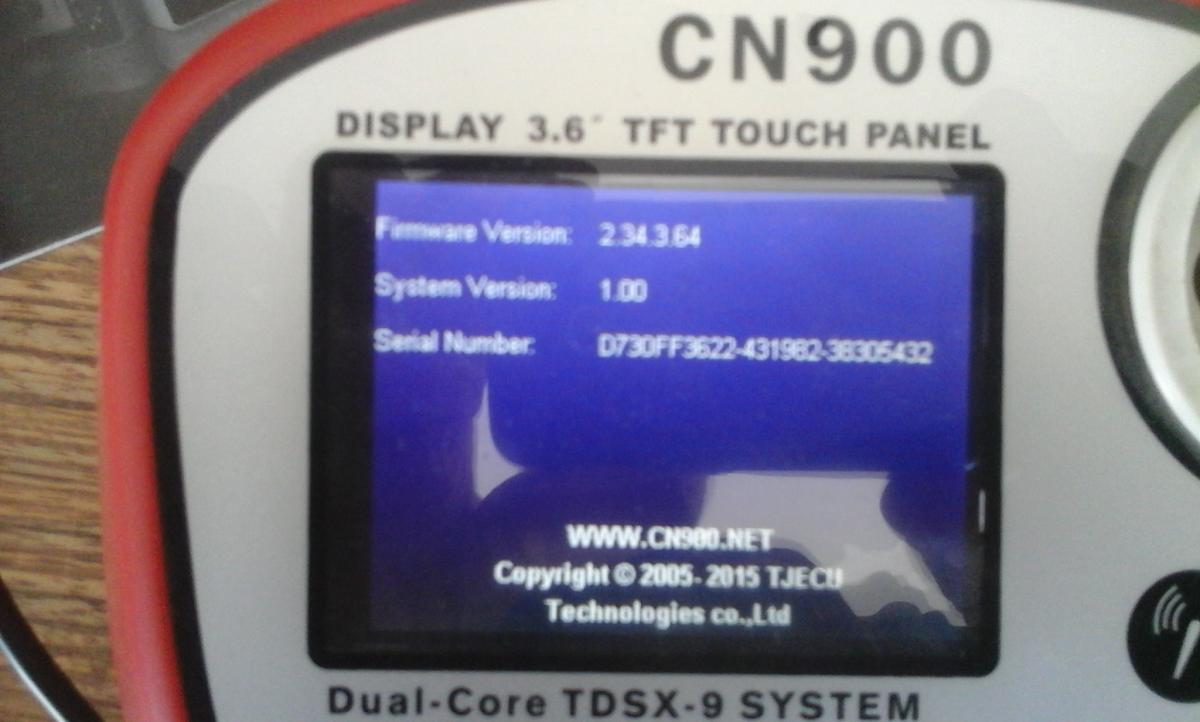 CN900
DISPLAY 3.6″ TFT TOUCH PANEL
Firmware Version: 2.34.3.64
System Version: 1.00
Serial Number: D730FF3622-431982-38305432
WWW.CN900.NET
Copyright © 2005-2015 TJECU
Technologies co.,Ltd
Dual-Core TDSX-9 SYSTEM